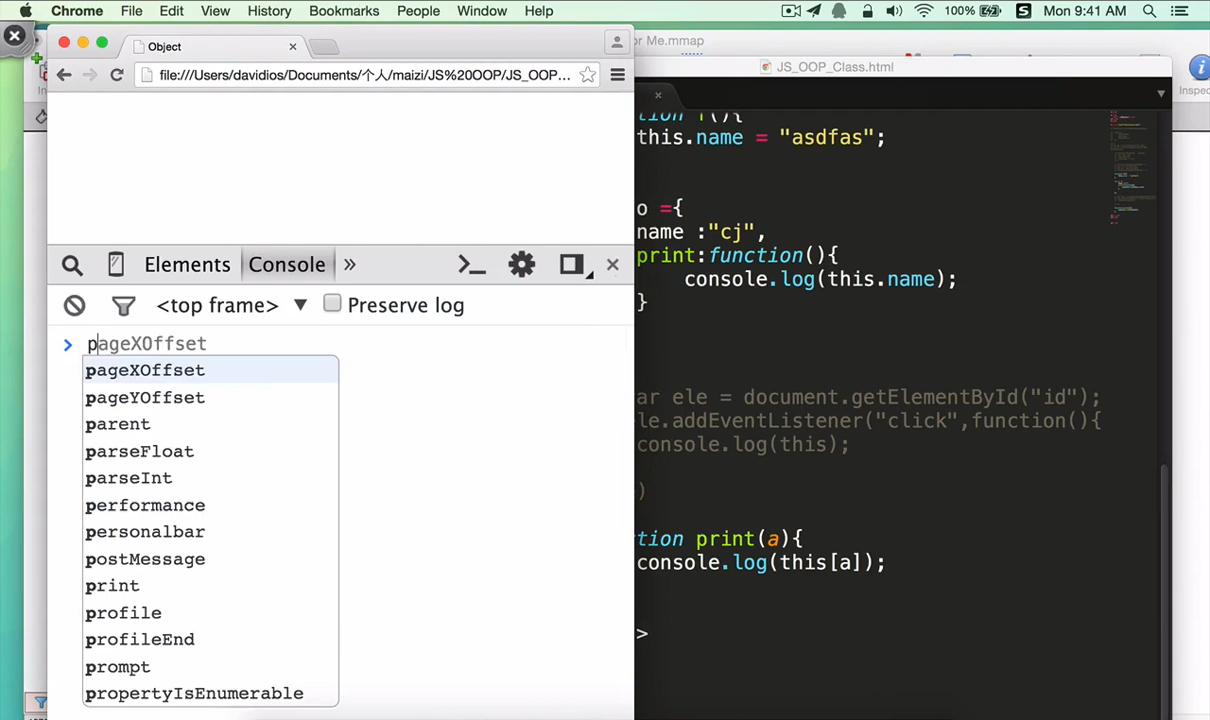 Chrome File Edit View History Bookmarks People Window Help 100% S Mon 9:41 AM
or Me.mmap
Object
file:///Users/davidios/Documents/个人/maizi/JS%20OOP/JS_OOP…
JS_OOP_Class.html
Inspec
In
tion f(){
this.name = "asdfas";
o ={
name :"cj",
print:function(){
console.log(this.name);
}
Elements Console »
<top frame> ▼ Preserve log
> pageXOffset
pageXOffset
pageYOffset
parent
parseFloat
parseInt
performance
personalbar
postMessage
print
profile
profileEnd
prompt
propertyIsEnumerable
ar ele = document.getElementById("id");
le.addEventListener("click",function(){
console.log(this);
)
tion print(a){
console.log(this[a]);
>